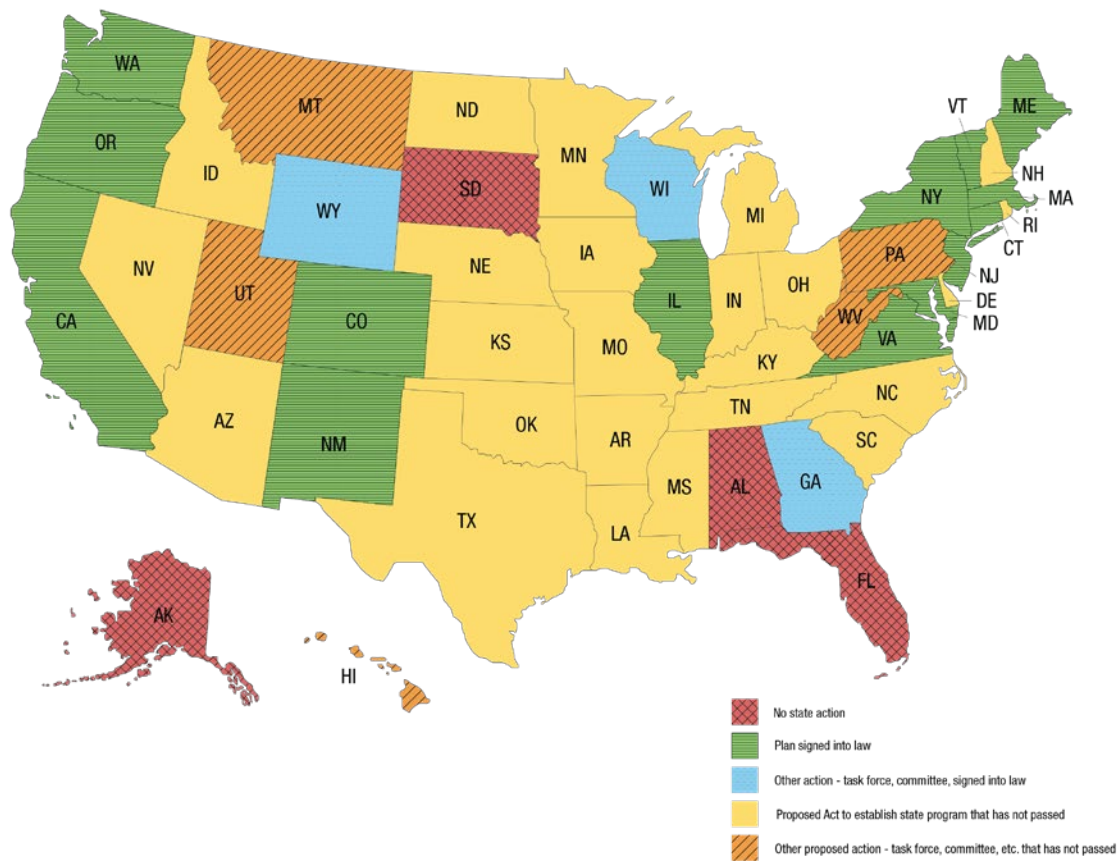 WA
MT
ND
VT
ME
OR
MN
ID
SD
WI
NH
WY
NY
MA
MI
RI
CT
IA
PA
NE
NV
OH
NJ
UT
IL
IN
DE
CA
CO
WV
MD
VA
KS
MO
KY
NC
TN
AZ
OK
NM
AR
SC
MS
AL
GA
TX
LA
FL
AK
HI
No state action
Plan signed into law
Other action - task force, committee, signed into law
Proposed Act to establish state program that has not passed
Other proposed action - task force, committee, etc. that has not passed